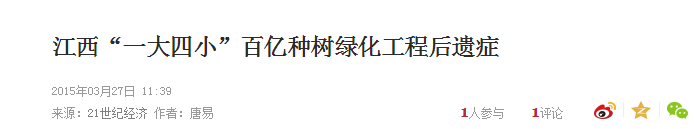 江西“一大四小”百亿种树绿化工程后遗症
2015年03月27日 11:39
来源：21世纪经济 作者：唐易 1人参与 1评论